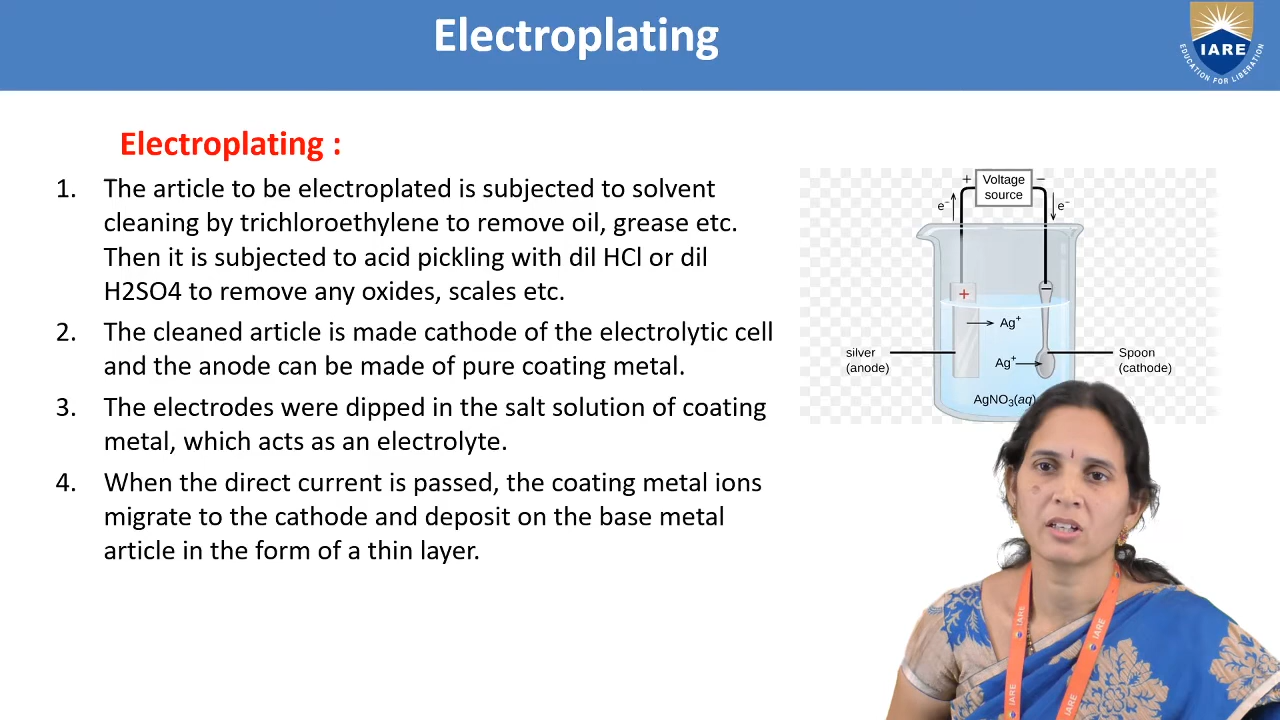 Electroplating
IARE
EDUCATION FOR LIBERATION
Electroplating :
1. The article to be electroplated is subjected to solvent
cleaning by trichloroethylene to remove oil, grease etc.
Then it is subjected to acid pickling with dil HCl or dil
H2SO4 to remove any oxides, scales etc.
2. The cleaned article is made cathode of the electrolytic cell
and the anode can be made of pure coating metal.
3. The electrodes were dipped in the salt solution of coating
metal, which acts as an electrolyte.
4. When the direct current is passed, the coating metal ions
migrate to the cathode and deposit on the base metal
article in the form of a thin layer.
+ Voltage −
source
e⁻ e⁻
+ −
Ag⁺
silver
(anode)
Ag⁺
Spoon
(cathode)
AgNO₃(aq)
IARE
IARE
IARE
IARE